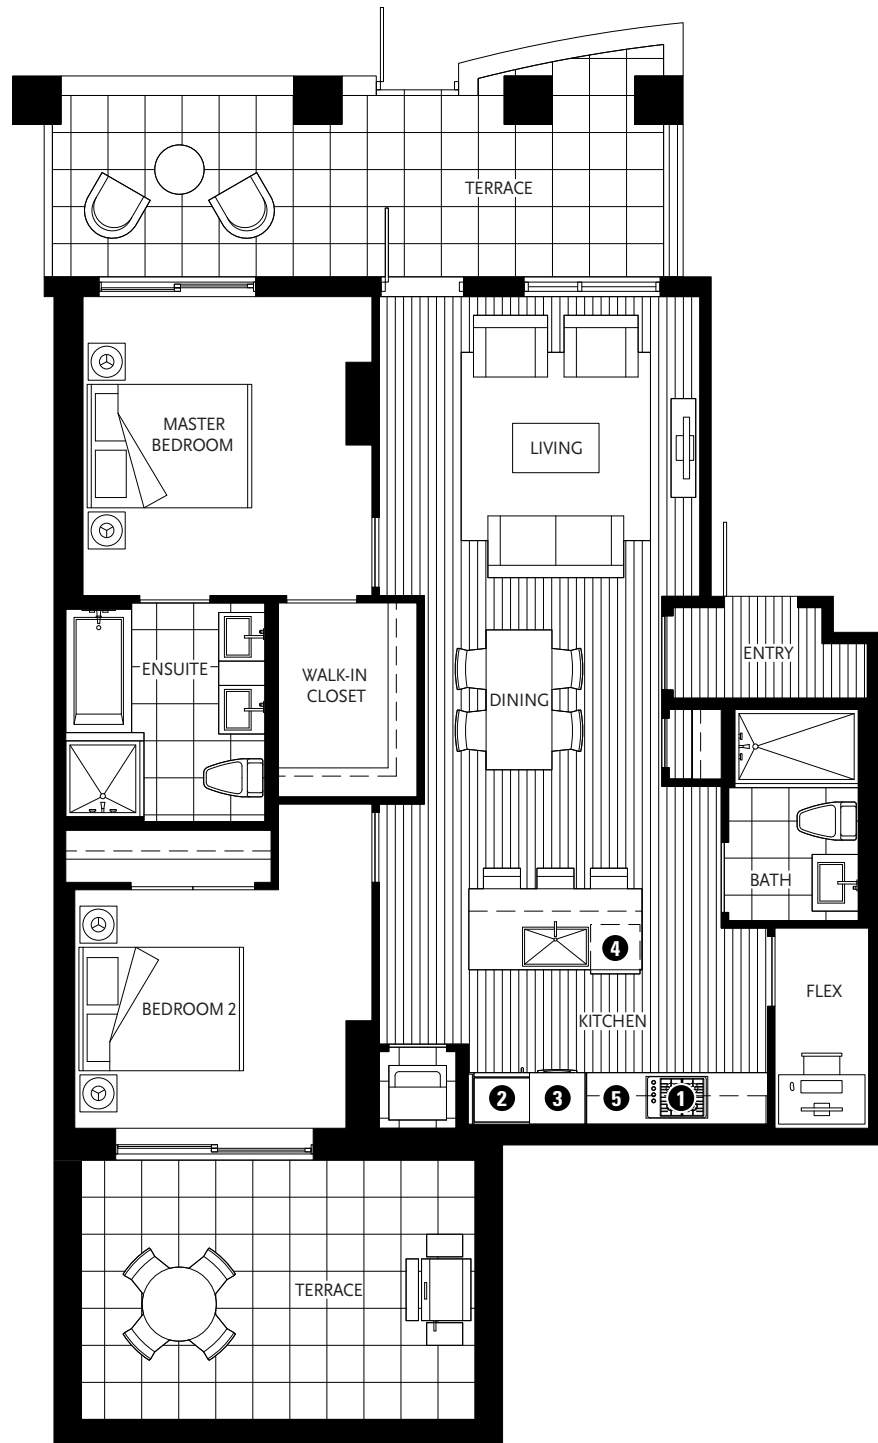 TERRACE
MASTER
BEDROOM
LIVING
ENTRY
ENSUITE
WALK-IN
CLOSET
DINING
BATH
4
BEDROOM 2
FLEX
KITCHEN
2
3
5
1
TERRACE